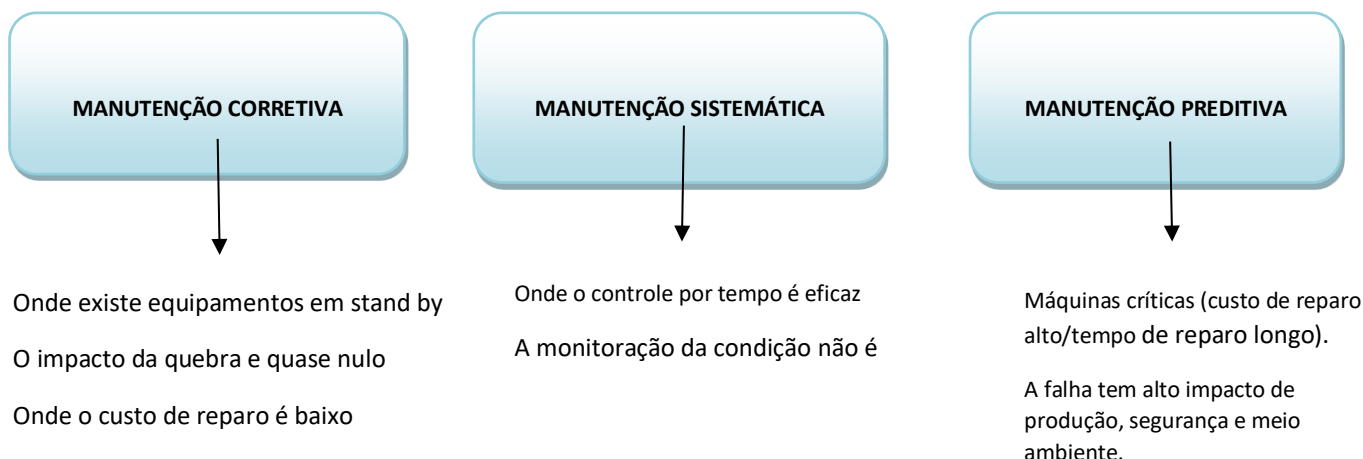 MANUTENÇÃO CORRETIVA
Onde existe equipamentos em stand by
O impacto da quebra e quase nulo
Onde o custo de reparo é baixo
MANUTENÇÃO SISTEMÁTICA
Onde o controle por tempo é eficaz
A monitoração da condição não é
MANUTENÇÃO PREDITIVA
Máquinas críticas (custo de reparo
alto/tempo de reparo longo).
A falha tem alto impacto de
produção, segurança e meio
ambiente.